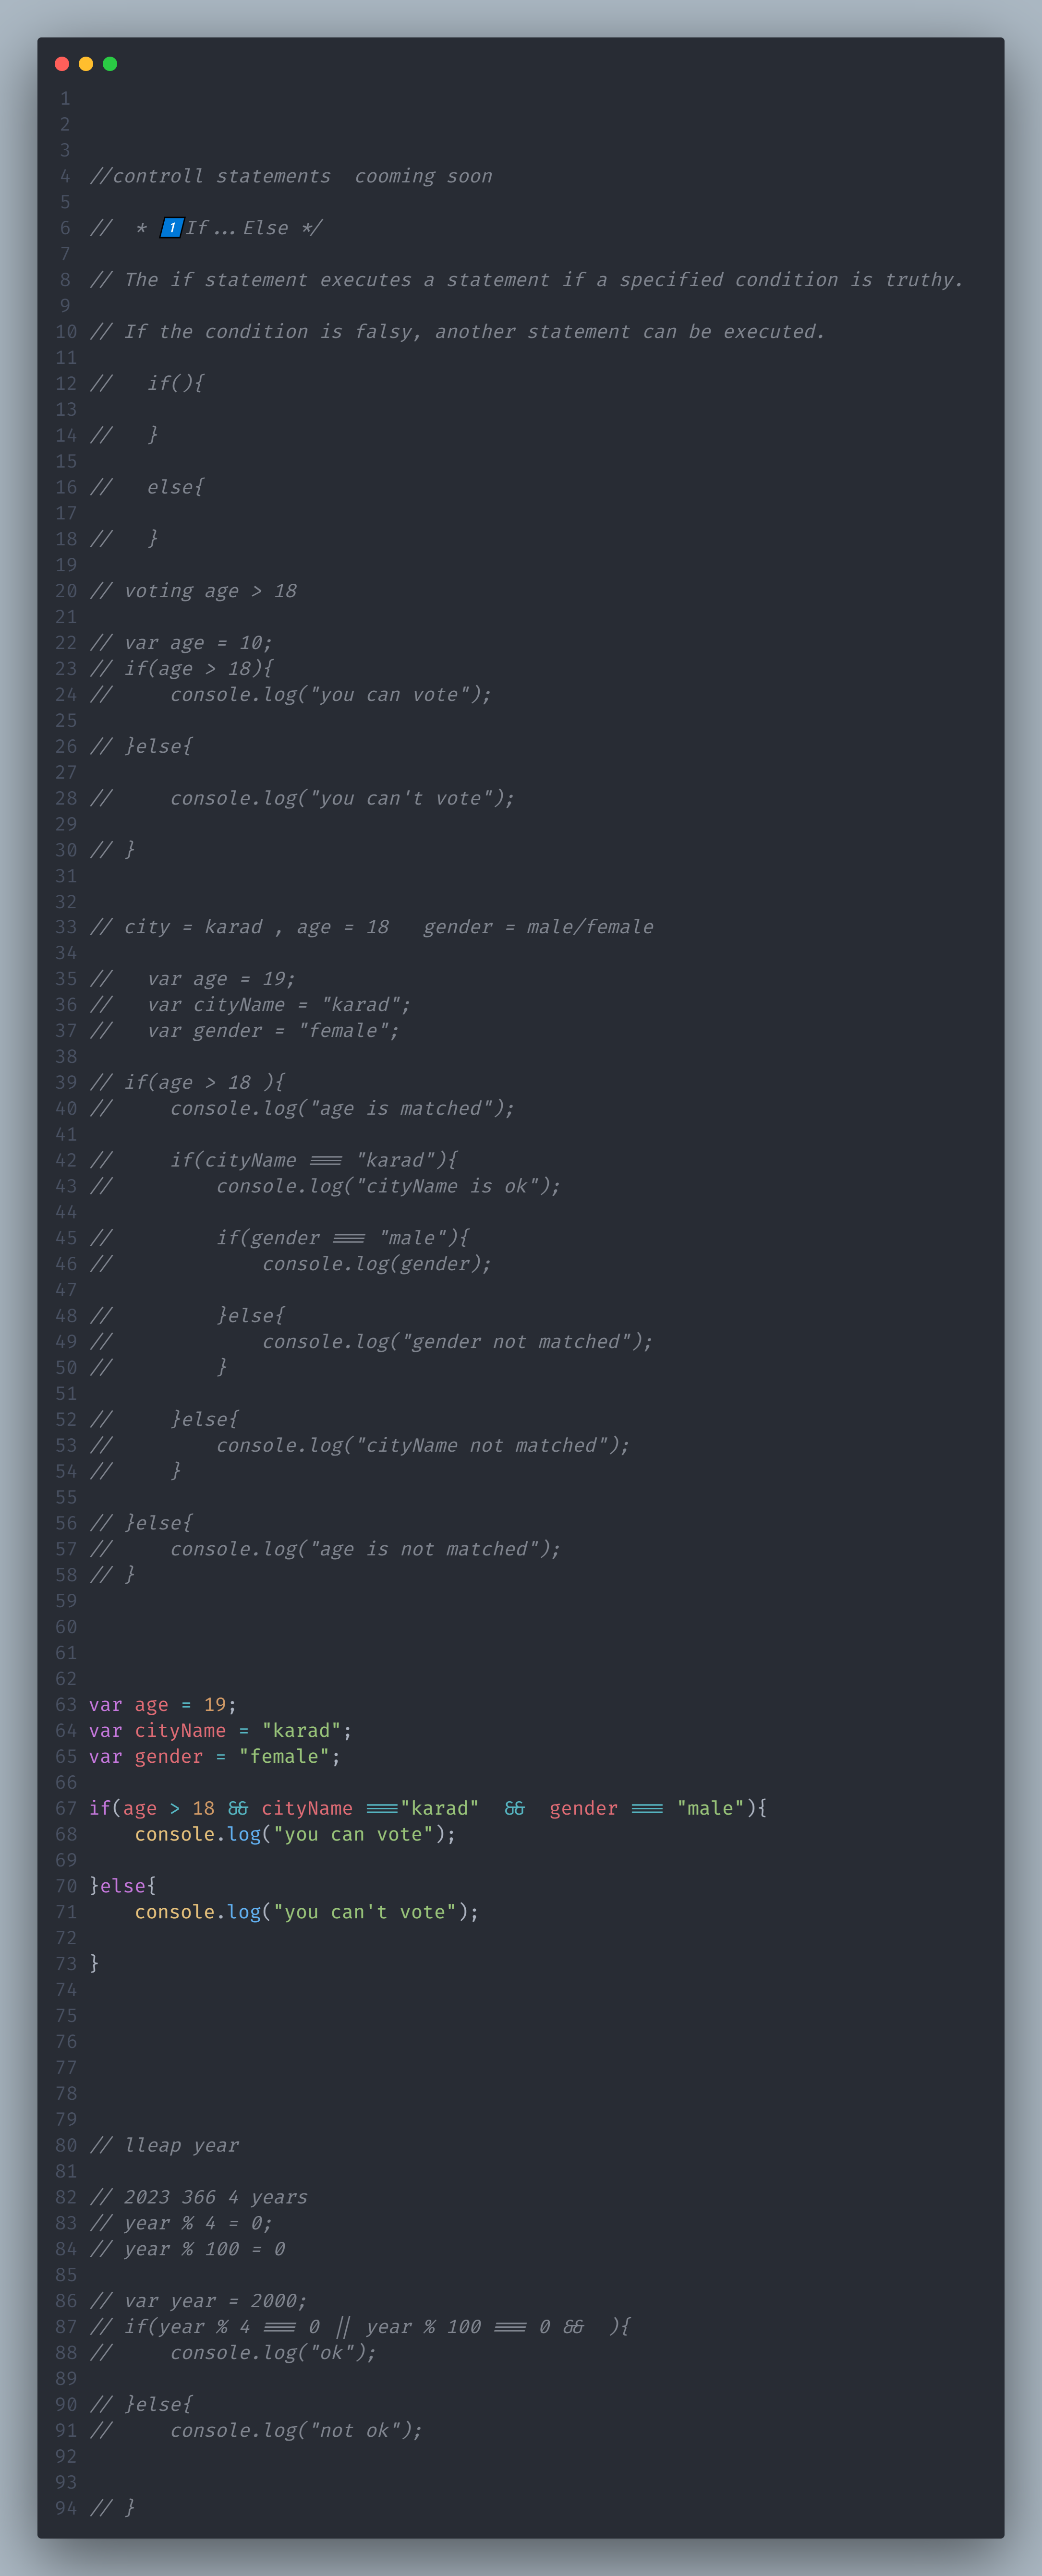 1
2
3
4 //controll statements  cooming soon
5
6 //  * 1️⃣If...Else */
7
8 // The if statement executes a statement if a specified condition is truthy.
9
10 // If the condition is falsy, another statement can be executed.
11
12 //   if(){
13
14 //   }
15
16 //   else{
17
18 //   }
19
20 // voting age > 18
21
22 // var age = 10;
23 // if(age > 18){
24 //     console.log("you can vote");
25
26 // }else{
27
28 //     console.log("you can't vote");
29
30 // }
31
32
33 // city = karad , age = 18   gender = male/female
34
35 //   var age = 19;
36 //   var cityName = "karad";
37 //   var gender = "female";
38
39 // if(age > 18 ){
40 //     console.log("age is matched");
41
42 //     if(cityName === "karad"){
43 //         console.log("cityName is ok");
44
45 //         if(gender === "male"){
46 //             console.log(gender);
47
48 //         }else{
49 //             console.log("gender not matched");
50 //         }
51
52 //     }else{
53 //         console.log("cityName not matched");
54 //     }
55
56 // }else{
57 //     console.log("age is not matched");
58 // }
59
60
61
62
63 var age = 19;
64 var cityName = "karad";
65 var gender = "female";
66
67 if(age > 18 && cityName ==="karad"  &&  gender === "male"){
68     console.log("you can vote");
69
70 }else{
71     console.log("you can't vote");
72
73 }
74
75
76
77
78
79
80 // lleap year
81
82 // 2023 366 4 years
83 // year % 4 = 0;
84 // year % 100 = 0
85
86 // var year = 2000;
87 // if(year % 4 === 0 || year % 100 === 0 &&  ){
88 //     console.log("ok");
89
90 // }else{
91 //     console.log("not ok");
92
93
94 // }